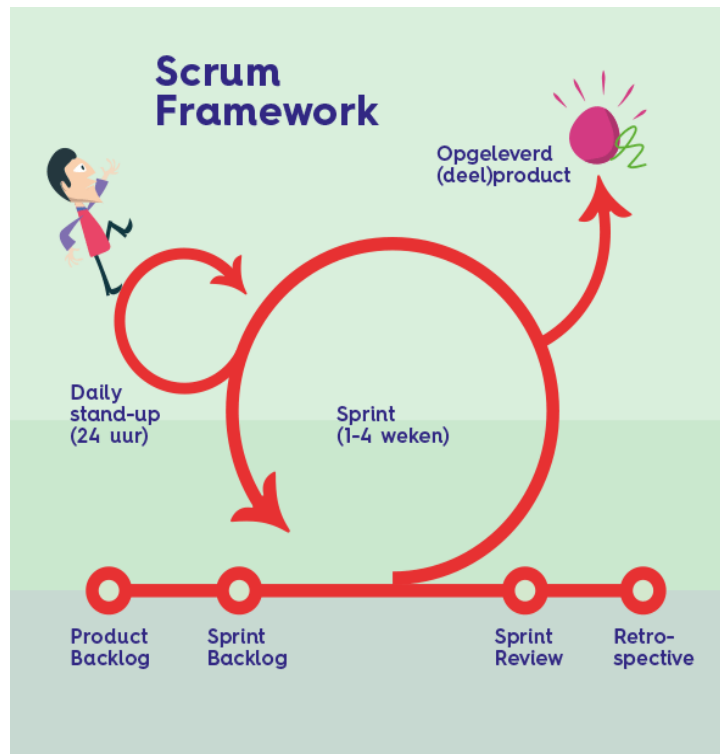 Scrum
Framework
Opgeleverd
(deel)product
Daily
stand-up
(24 uur)
Sprint
(1-4 weken)
Product
Backlog
Sprint
Backlog
Sprint
Review
Retro-
spective